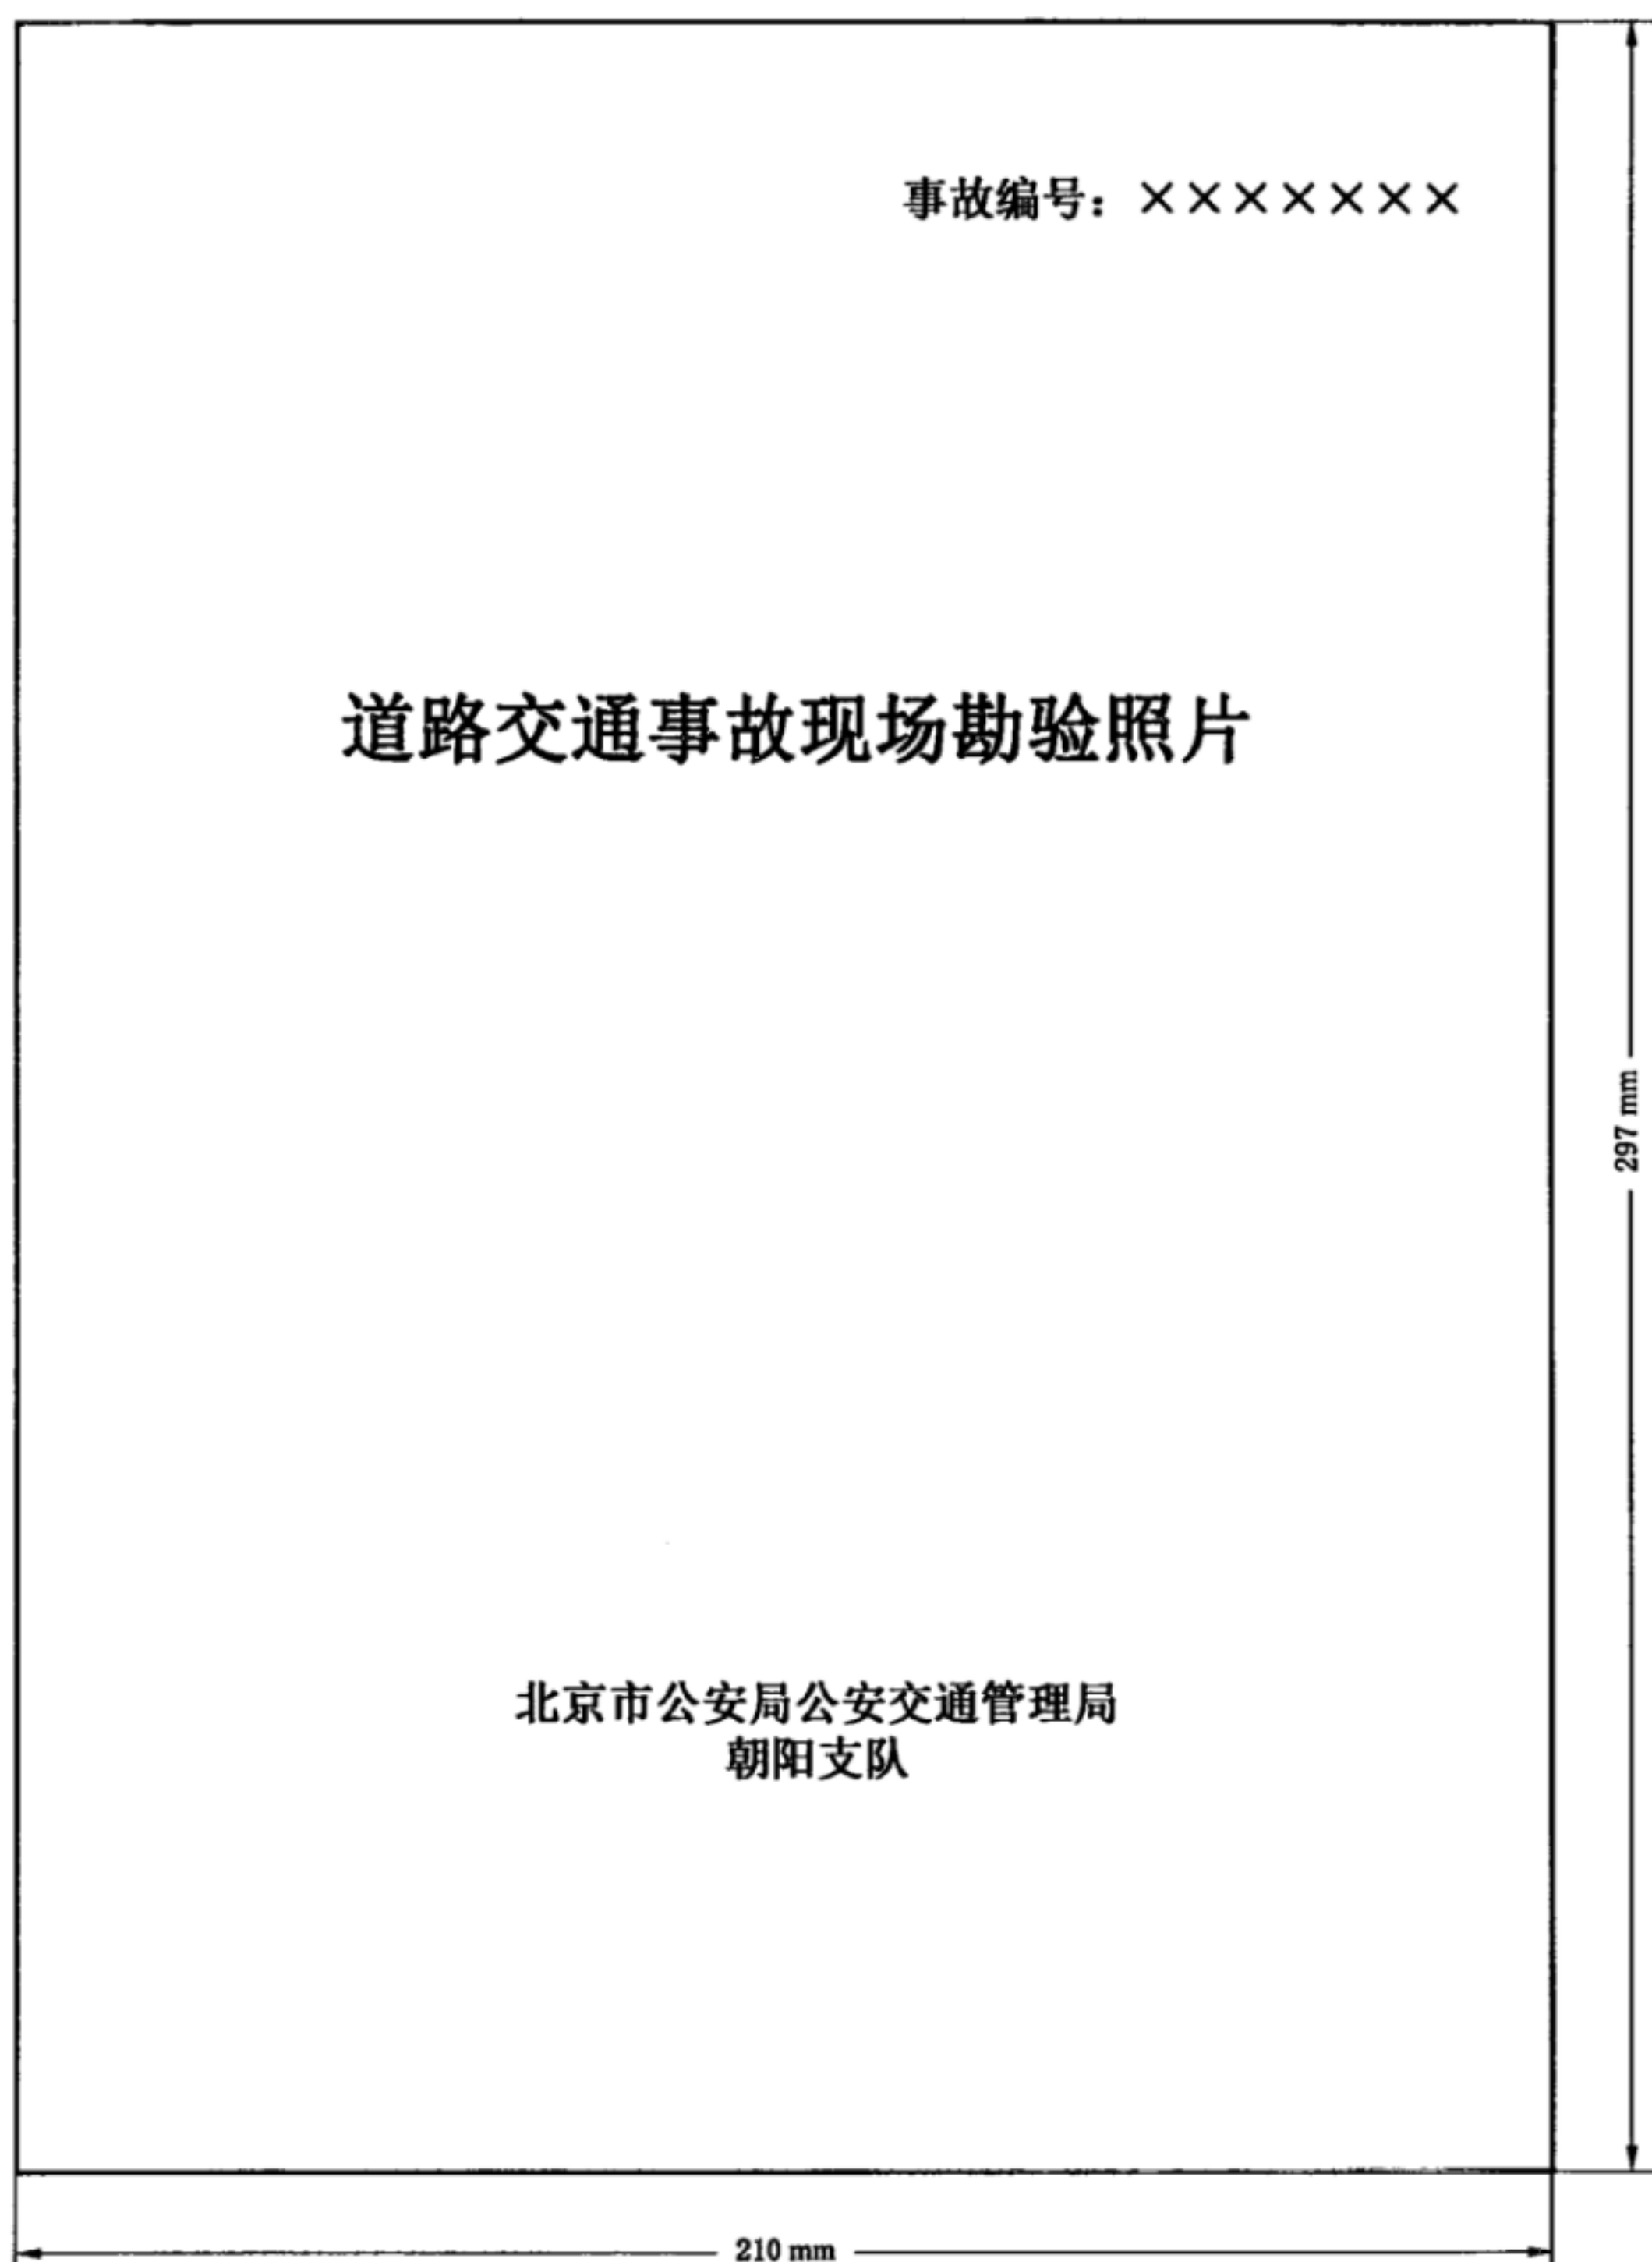 事故编号：×××××××
道路交通事故现场勘验照片
297 mm
北京市公安局公安交通管理局
朝阳支队
210 mm